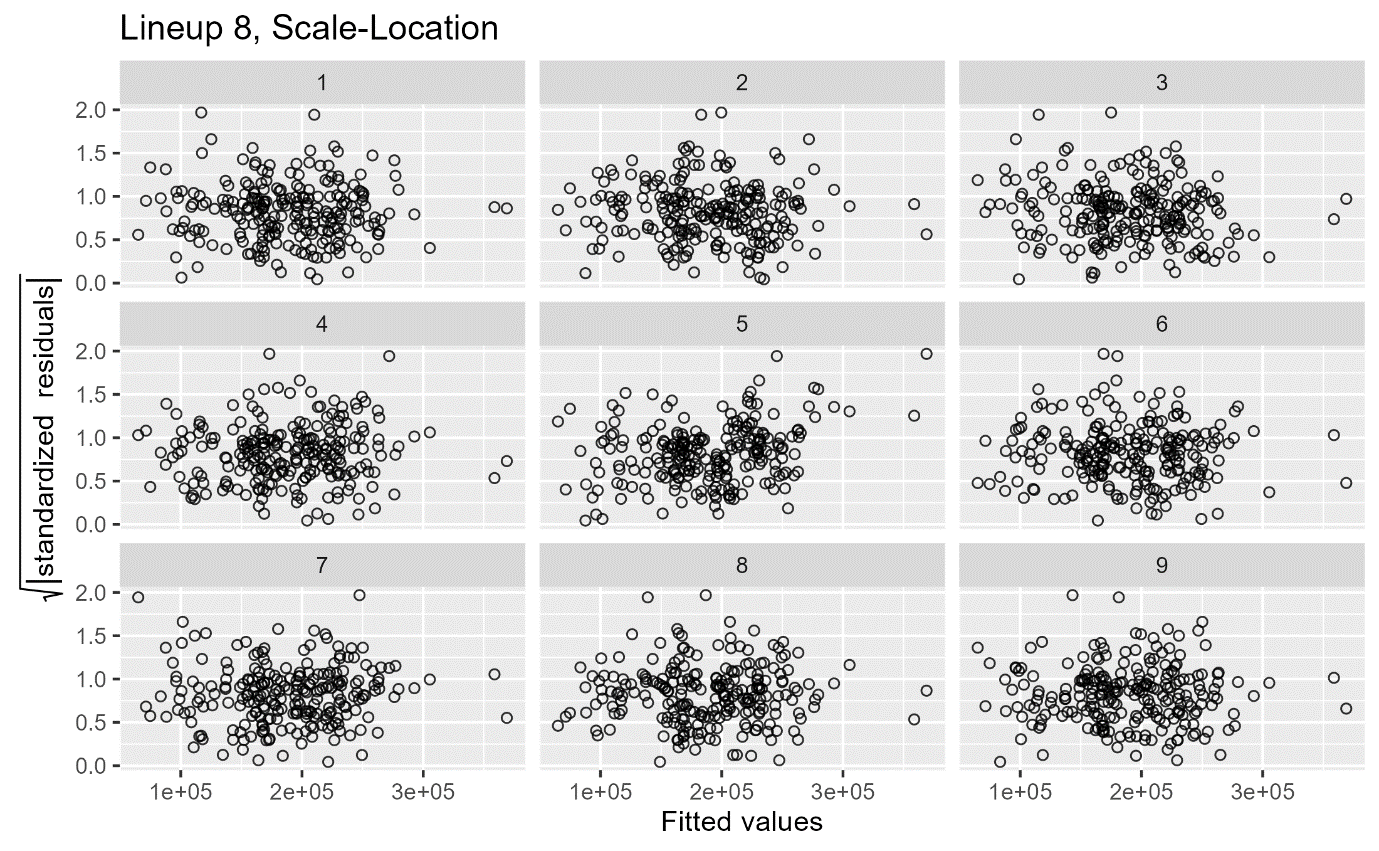 Lineup 8, Scale-Location
1 2 3
2.0
1.5
1.0
0.5
0.0
4 5 6
2.0
1.5
1.0
0.5
0.0
7 8 9
2.0
1.5
1.0
0.5
0.0
√|standardized residuals|
1e+05 2e+05 3e+05 1e+05 2e+05 3e+05 1e+05 2e+05 3e+05
Fitted values